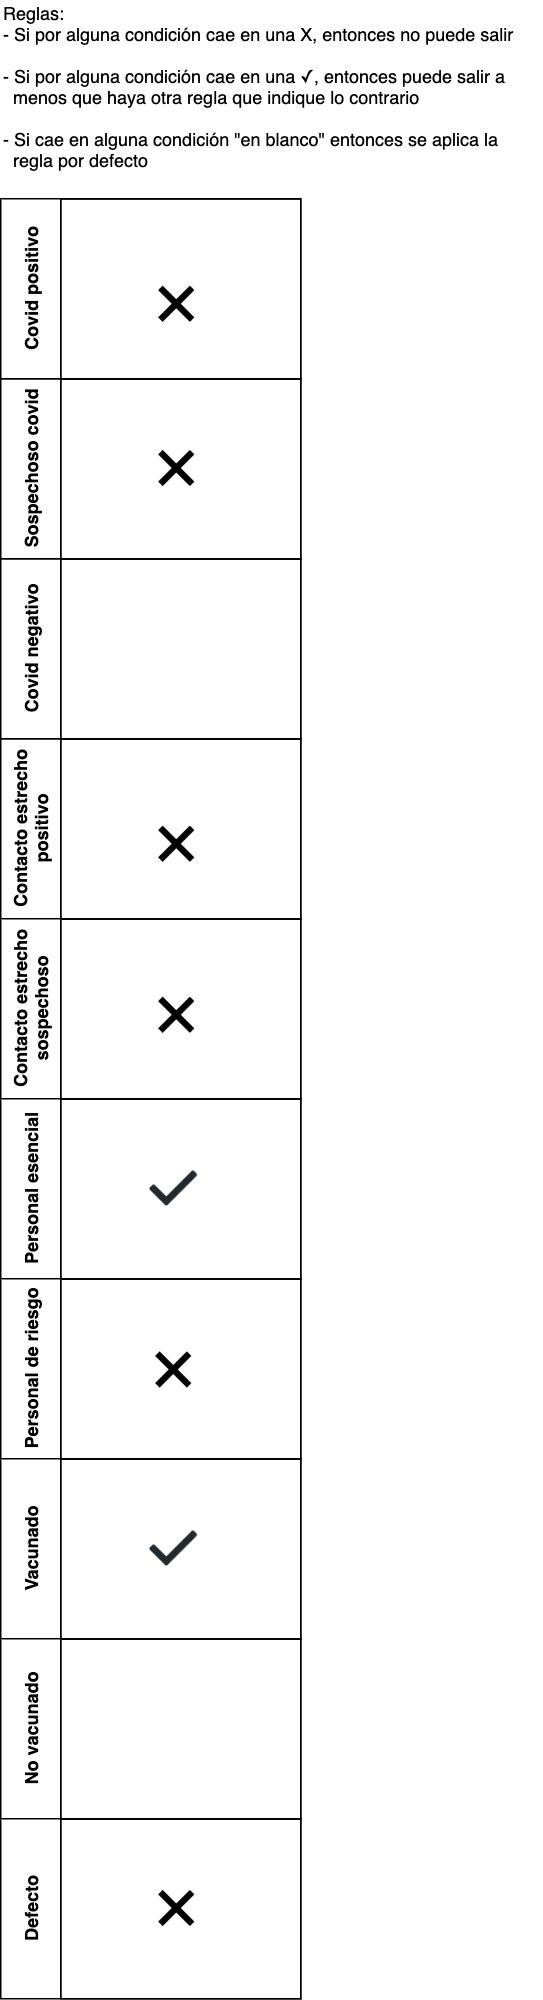 Reglas:
- Si por alguna condición cae en una X, entonces no puede salir
- Si por alguna condición cae en una ✓, entonces puede salir a
menos que haya otra regla que indique lo contrario
- Si cae en alguna condición "en blanco" entonces se aplica la
regla por defecto
Covid positivo
Sospechoso covid
Covid negativo
Contacto estrecho
positivo
Contacto estrecho
sospechoso
Personal esencial
Personal de riesgo
Vacunado
No vacunado
Defecto